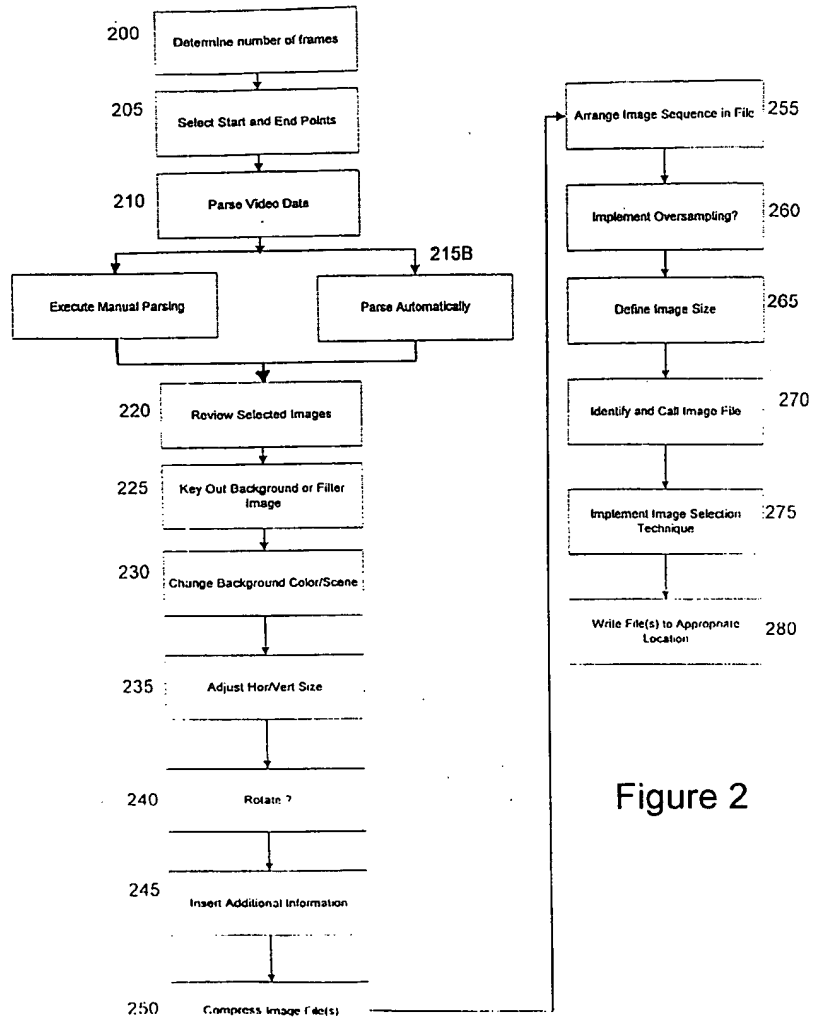 200
Determine number of frames
205
Select Start and End Points
210
Parse Video Data
215B
Execute Manual Parsing
Parse Automatically
220
Review Selected Images
225
Key Out Background or Filler
Image
230
Change Background Color/Scene
235
Adjust Hor/Vert Size
240
Rotate ?
245
Insert Additional Information
250
Compress Image File(s)
Arrange Image Sequence in File
255
Implement Oversampling?
260
Define Image Size
265
Identify and Call Image File
270
Implement Image Selection
Technique
275
Write File(s) to Appropriate
Location
280
Figure 2